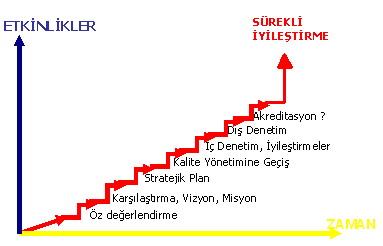 ETKİNLİKLER
SÜREKLİ
İYİLEŞTİRME
Akreditasyon ?
Dış Denetim
İç Denetim, İyileştirmeler
Kalite Yönetimine Geçiş
Stratejik Plan
Karşılaştırma, Vizyon, Misyon
Öz değerlendirme
ZAMAN